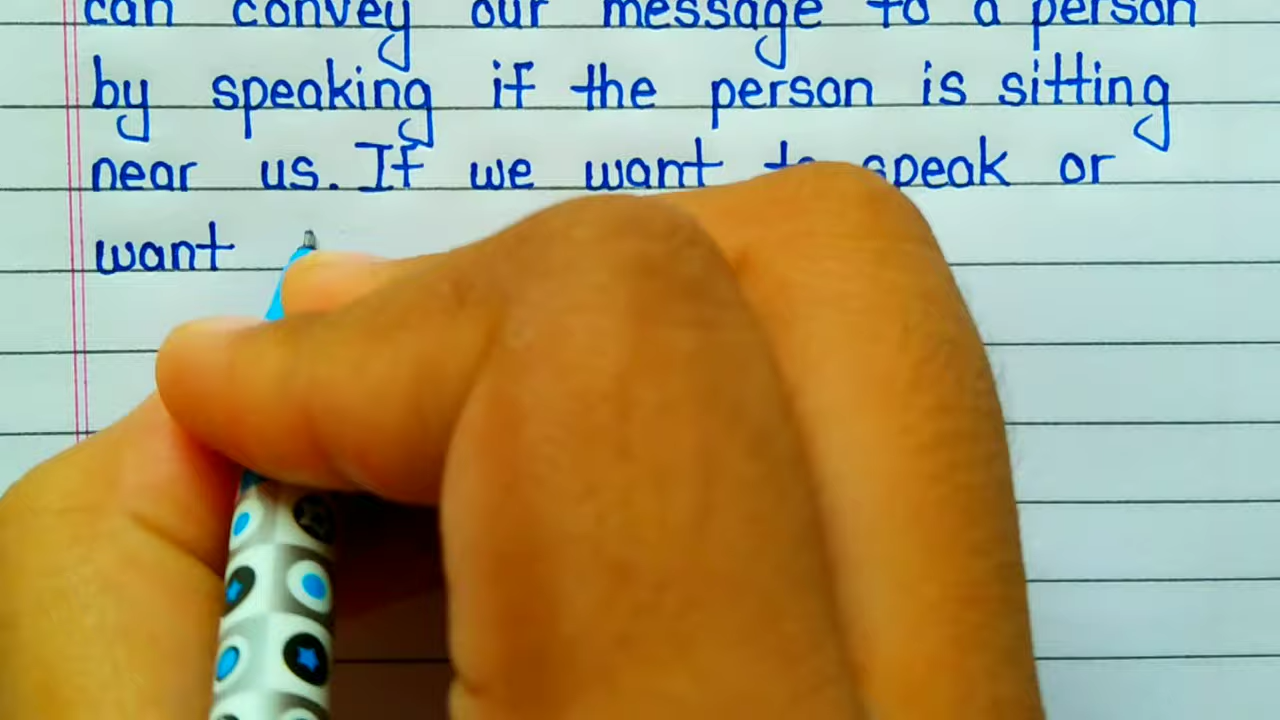 can convey our message to a person
by speaking if the person is sitting
near us. If we want to speak or
want